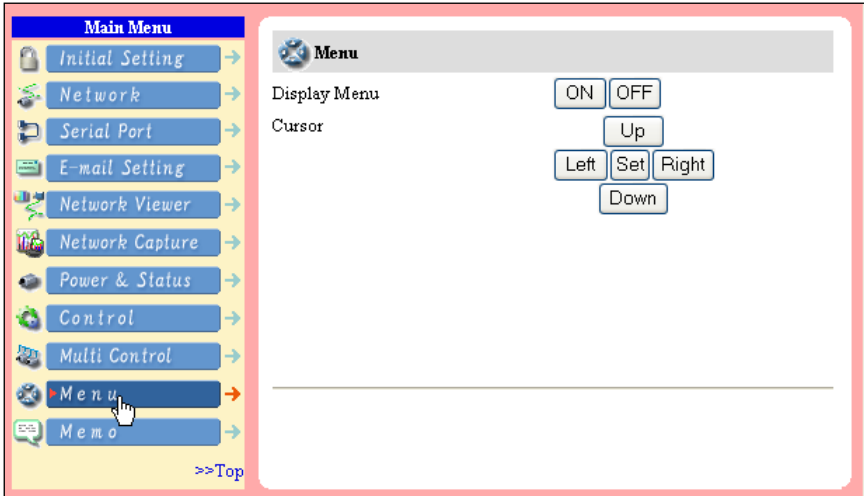 Main Menu
Initial Setting
Network
Serial Port
E-mail Setting
Network Viewer
Network Capture
Power & Status
Control
Multi Control
Menu
Memo
>>Top
Menu
Display Menu ON OFF
Cursor Up
Left Set Right
Down